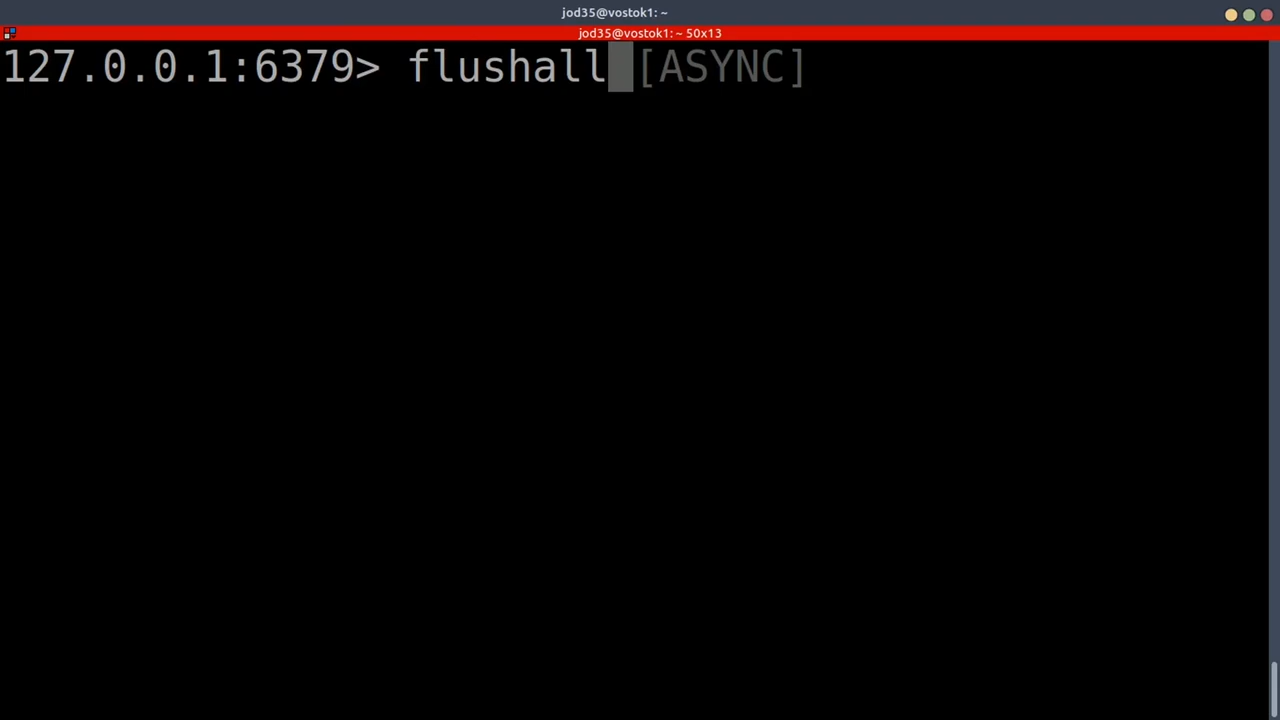 jod35@vostok1: ~
jod35@vostok1: ~ 50x13
127.0.0.1:6379> flushall [ASYNC]